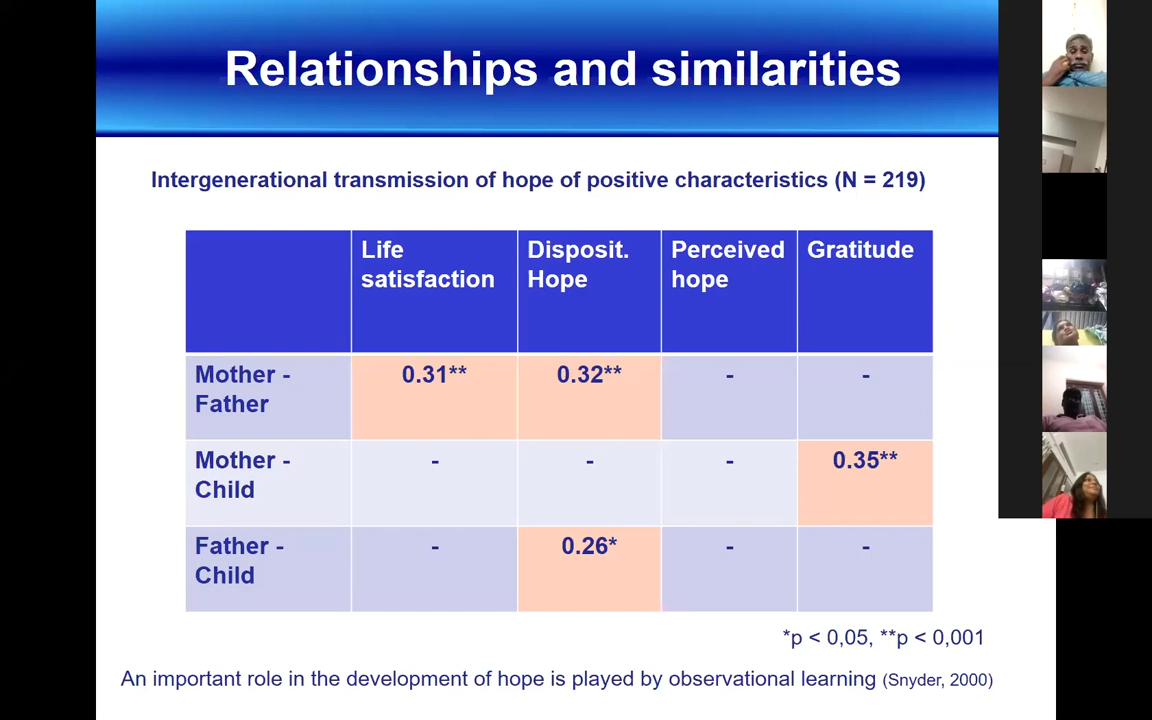 Relationships and similarities
Intergenerational transmission of hope of positive characteristics (N = 219)
Life satisfaction | Disposit. Hope | Perceived hope | Gratitude
Mother - Father | 0.31** | 0.32** | - | -
Mother - Child | - | - | - | 0.35**
Father - Child | - | 0.26* | - | -
*p < 0,05, **p < 0,001
An important role in the development of hope is played by observational learning (Snyder, 2000)